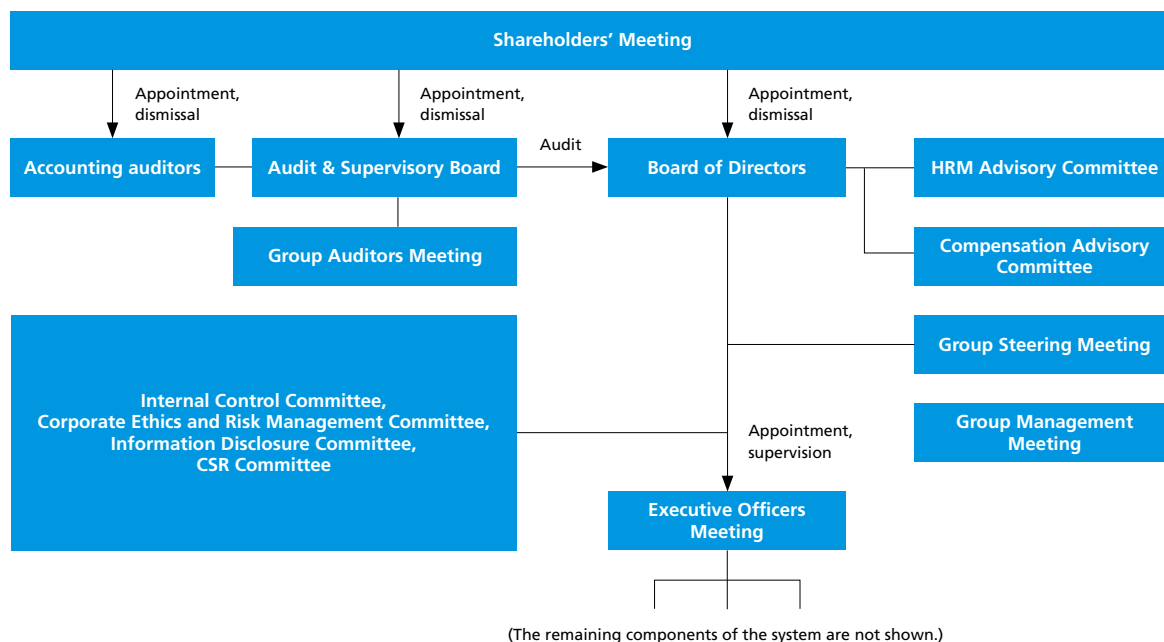 Shareholders’ Meeting
Appointment,
dismissal
Appointment,
dismissal
Appointment,
dismissal
Accounting auditors
Audit & Supervisory Board
Audit
Board of Directors
HRM Advisory Committee
Group Auditors Meeting
Compensation Advisory
Committee
Group Steering Meeting
Internal Control Committee,
Corporate Ethics and Risk Management Committee,
Information Disclosure Committee,
CSR Committee
Appointment,
supervision
Group Management
Meeting
Executive Officers
Meeting
(The remaining components of the system are not shown.)